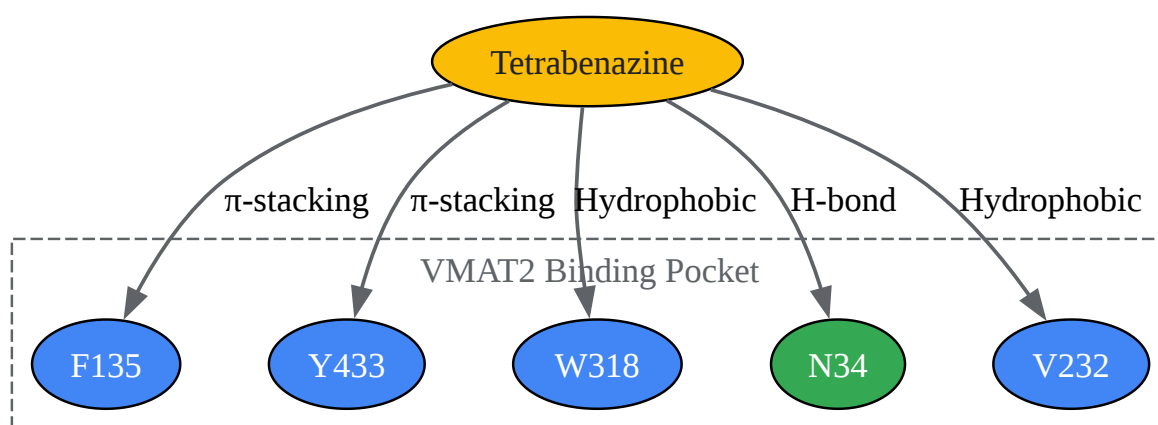 Tetrabenazine
π-stacking π-stacking Hydrophobic H-bond Hydrophobic
VMAT2 Binding Pocket
F135 Y433 W318 N34 V232